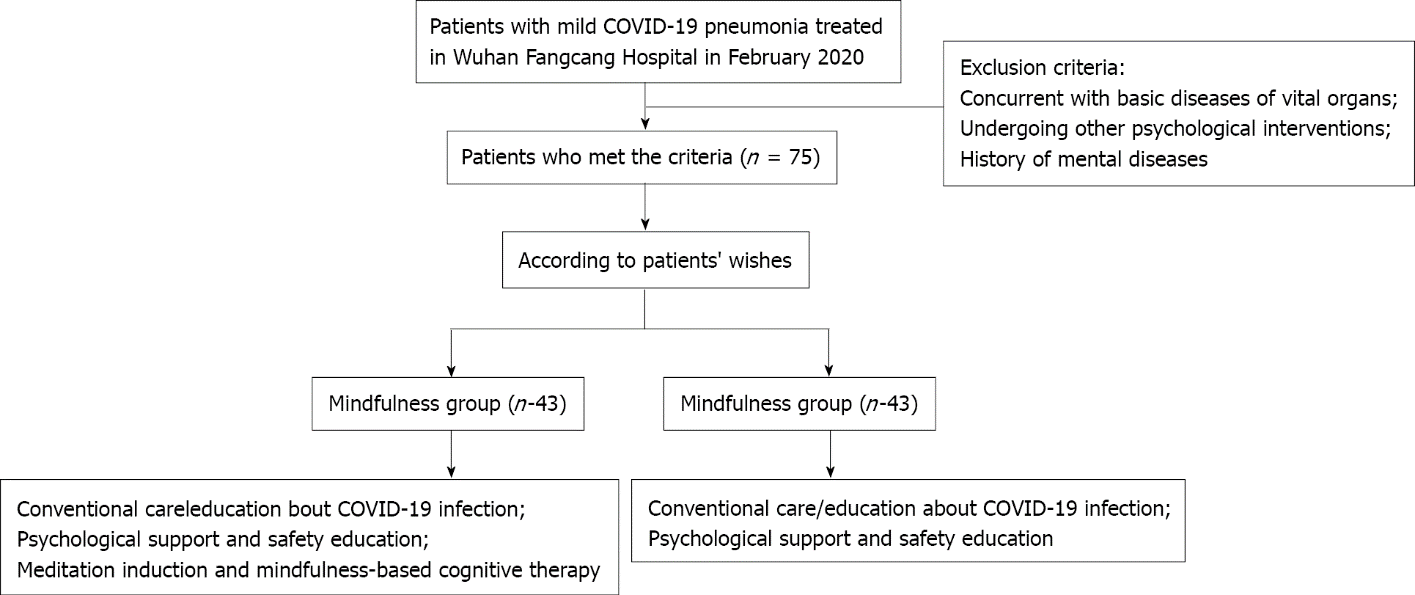 Patients with mild COVID-19 pneumonia treated
in Wuhan Fangcang Hospital in February 2020
Exclusion criteria:
Concurrent with basic diseases of vital organs;
Undergoing other psychological interventions;
History of mental diseases
Patients who met the criteria (n = 75)
According to patients' wishes
Mindfulness group (n-43)
Mindfulness group (n-43)
Conventional careleducation bout COVID-19 infection;
Psychological support and safety education;
Meditation induction and mindfulness-based cognitive therapy
Conventional care/education about COVID-19 infection;
Psychological support and safety education